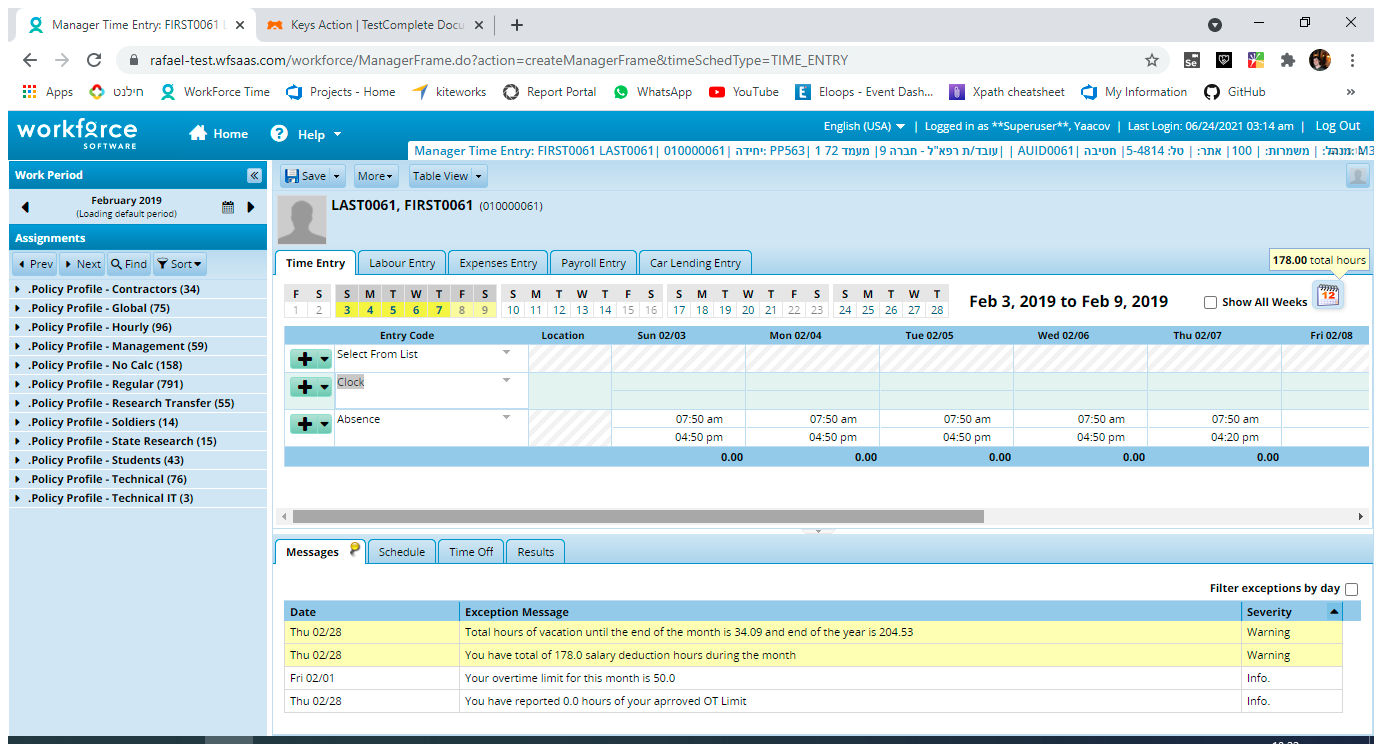 Manager Time Entry: FIRST0061 L
Keys Action | TestComplete Docu
rafael-test.wfsaas.com/workforce/ManagerFrame.do?action=createManagerFrame&timeSchedType=TIME_ENTRY
Apps חילנט WorkForce Time Projects - Home kiteworks Report Portal WhatsApp YouTube Eloops - Event Dash... Xpath cheatsheet My Information GitHub »
workforce SOFTWARE Home Help English (USA) | Logged in as **Superuser**, Yaacov | Last Login: 06/24/2021 03:14 am | Log Out
Manager Time Entry: FIRST0061 LAST0061| 010000061| יחידה: PP563| 1 מעמד 72 |עובד/ת רפא"ל - חברה 9| חטיבה AUID0061| | טל: 5-4814| אתר: | משמרות: 100|
Work Period «
February 2019
(Loading default period)
Assignments
Prev Next Find Sort
.Policy Profile - Contractors (34)
.Policy Profile - Global (75)
.Policy Profile - Hourly (96)
.Policy Profile - Management (59)
.Policy Profile - No Calc (158)
.Policy Profile - Regular (791)
.Policy Profile - Research Transfer (55)
.Policy Profile - Soldiers (14)
.Policy Profile - State Research (15)
.Policy Profile - Students (43)
.Policy Profile - Technical (76)
.Policy Profile - Technical IT (3)
Save More Table View
LAST0061, FIRST0061 (010000061)
Time Entry Labour Entry Expenses Entry Payroll Entry Car Lending Entry
178.00 total hours
F S S M T W T F S S M T W T F S S M T W T F S S M T W T
1 2 3 4 5 6 7 8 9 10 11 12 13 14 15 16 17 18 19 20 21 22 23 24 25 26 27 28
Feb 3, 2019 to Feb 9, 2019
Show All Weeks
12
Entry Code Location Sun 02/03 Mon 02/04 Tue 02/05 Wed 02/06 Thu 02/07 Fri 02/08
Select From List
Clock
Absence 07:50 am 07:50 am 07:50 am 07:50 am 07:50 am
04:50 pm 04:50 pm 04:50 pm 04:50 pm 04:20 pm
0.00 0.00 0.00 0.00 0.00
Messages Schedule Time Off Results
Filter exceptions by day
Date Exception Message Severity
Thu 02/28 Total hours of vacation until the end of the month is 34.09 and end of the year is 204.53 Warning
Thu 02/28 You have total of 178.0 salary deduction hours during the month Warning
Fri 02/01 Your overtime limit for this month is 50.0 Info.
Thu 02/28 You have reported 0.0 hours of your aprroved OT Limit Info.